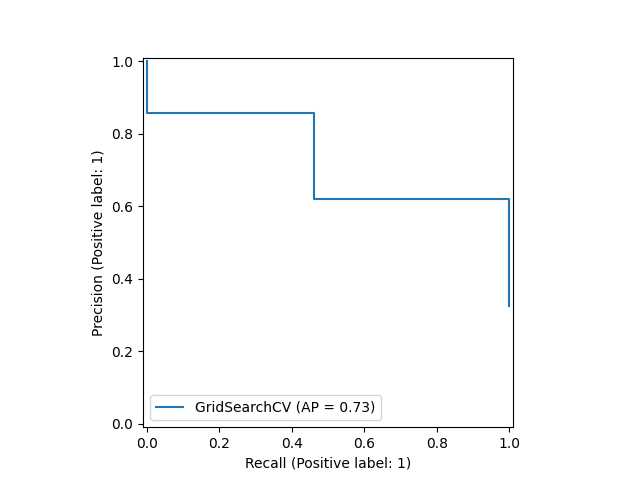 1.0
0.8
0.6
0.4
0.2
0.0
Precision (Positive label: 1)
GridSearchCV (AP = 0.73)
0.0 0.2 0.4 0.6 0.8 1.0
Recall (Positive label: 1)